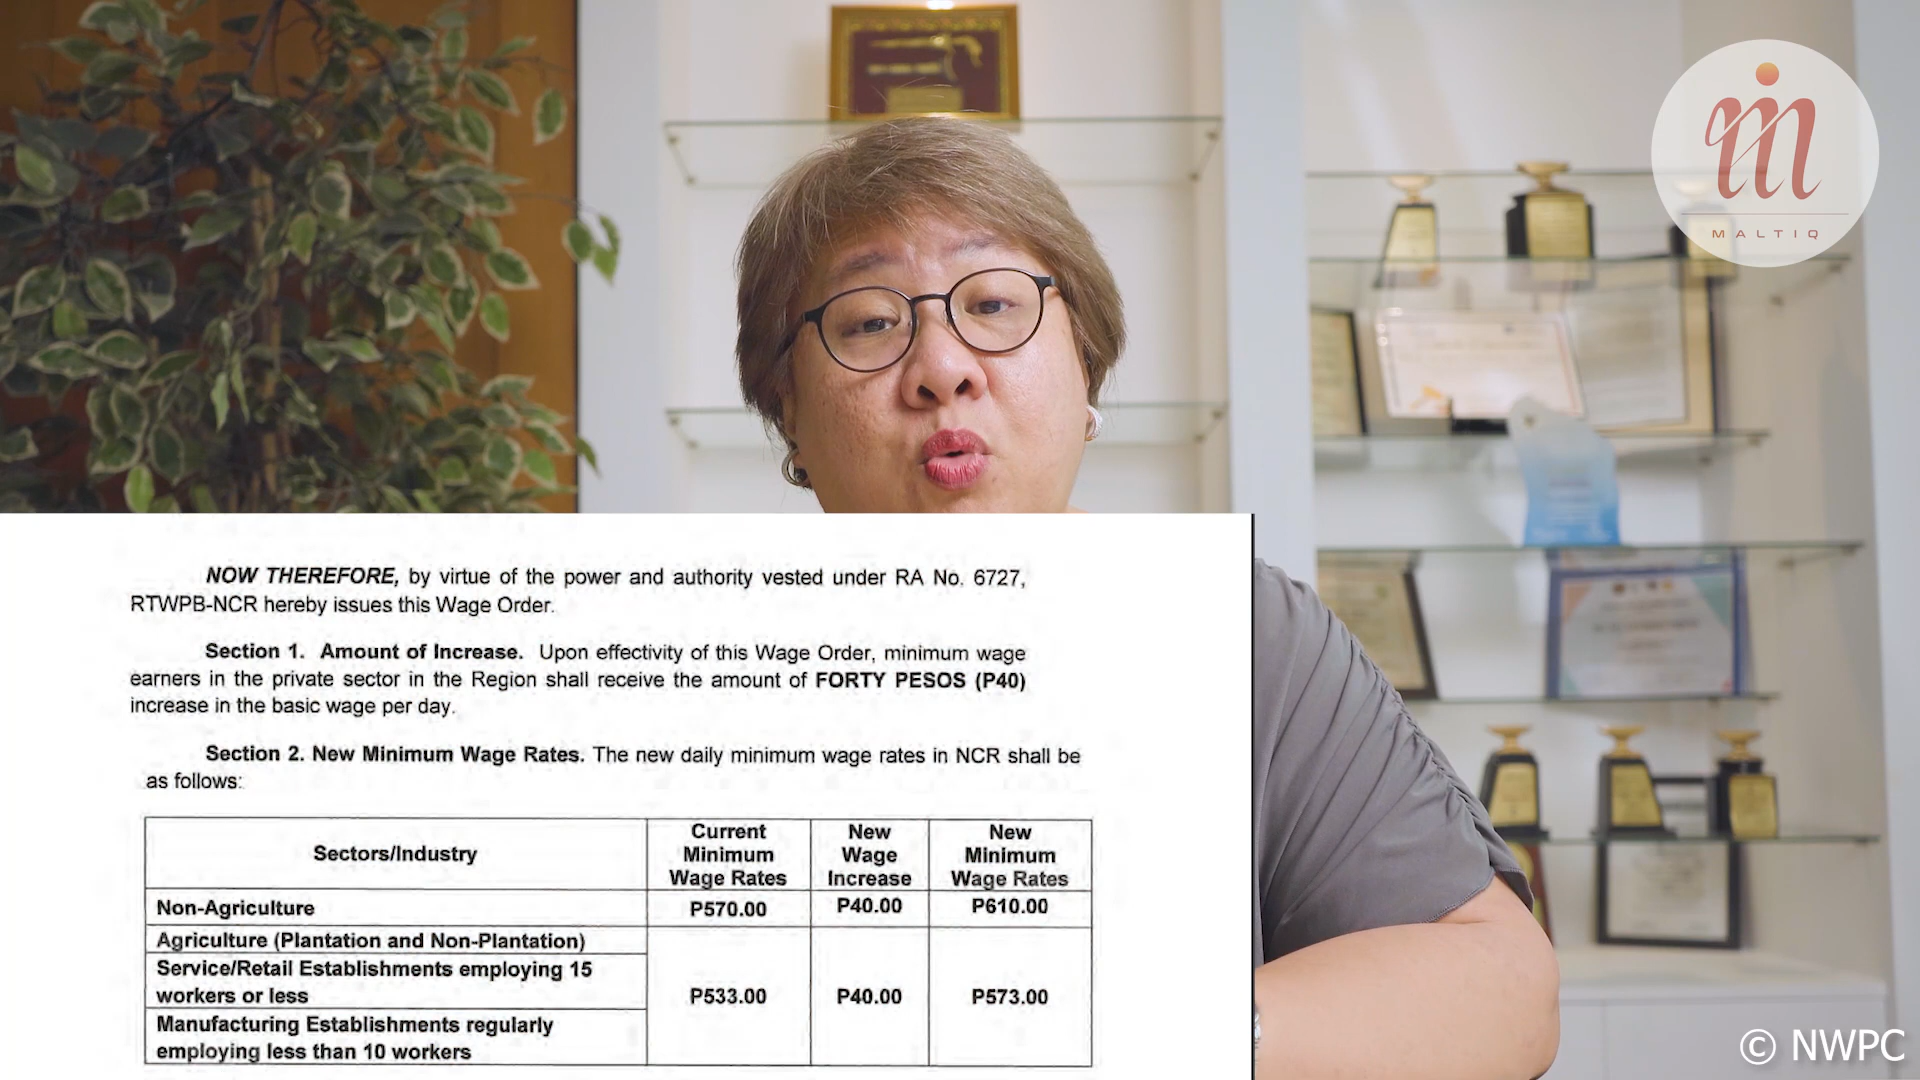 MALTIQ
NOW THEREFORE, by virtue of the power and authority vested under RA No. 6727,
RTWPB-NCR hereby issues this Wage Order.
Section 1. Amount of Increase. Upon effectivity of this Wage Order, minimum wage
earners in the private sector in the Region shall receive the amount of FORTY PESOS (P40)
increase in the basic wage per day.
Section 2. New Minimum Wage Rates. The new daily minimum wage rates in NCR shall be
as follows:
Sectors/Industry
Current
Minimum
Wage Rates
New
Wage
Increase
New
Minimum
Wage Rates
Non-Agriculture
P570.00
P40.00
P610.00
Agriculture (Plantation and Non-Plantation)
Service/Retail Establishments employing 15
workers or less
Manufacturing Establishments regularly
employing less than 10 workers
P533.00
P40.00
P573.00
© NWPC